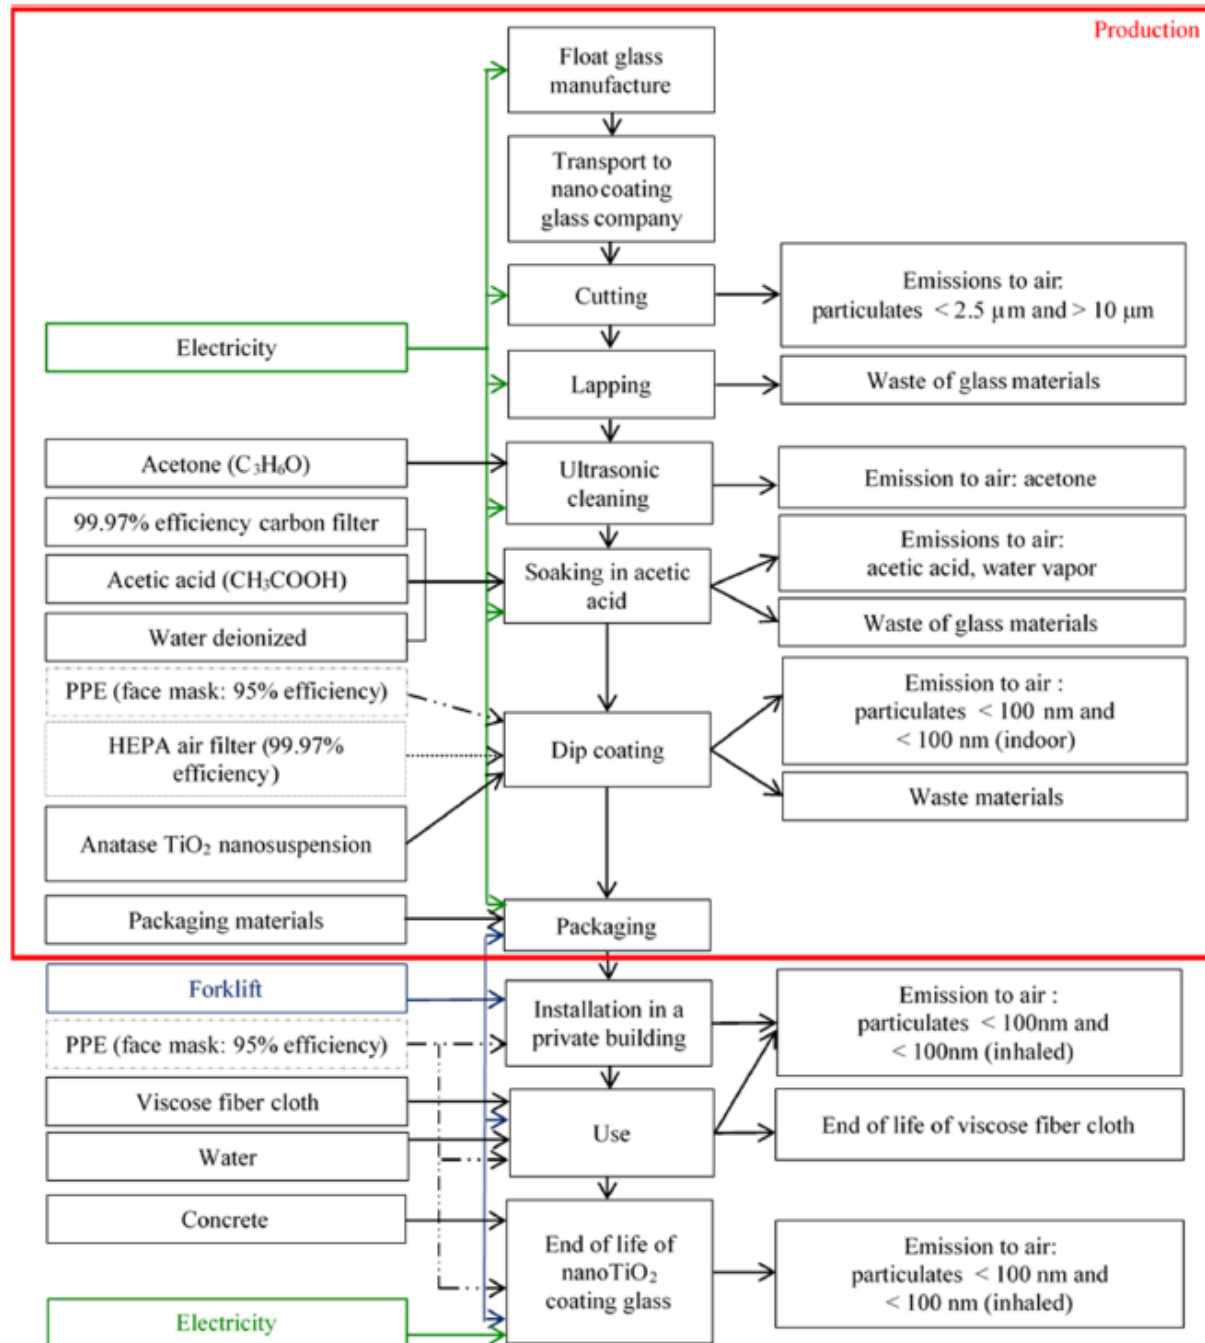 Production
Float glass
manufacture
Transport to
nanocoating
glass company
Cutting
Emissions to air:
particulates < 2.5 µm and > 10 µm
Electricity
Lapping
Waste of glass materials
Acetone (C₃H₆O)
Ultrasonic
cleaning
Emission to air: acetone
99.97% efficiency carbon filter
Acetic acid (CH₃COOH)
Water deionized
Soaking in acetic
acid
Emissions to air:
acetic acid, water vapor
Waste of glass materials
PPE (face mask: 95% efficiency)
HEPA air filter (99.97%
efficiency)
Anatase TiO₂ nanosuspension
Dip coating
Emission to air :
particulates < 100 nm and
< 100 nm (indoor)
Waste materials
Packaging materials
Packaging
Forklift
Installation in a
private building
Emission to air :
particulates < 100nm and
< 100nm (inhaled)
PPE (face mask: 95% efficiency)
Viscose fiber cloth
Water
Use
End of life of viscose fiber cloth
Concrete
End of life of
nanoTiO₂
coating glass
Emission to air:
particulates < 100 nm and
< 100 nm (inhaled)
Electricity